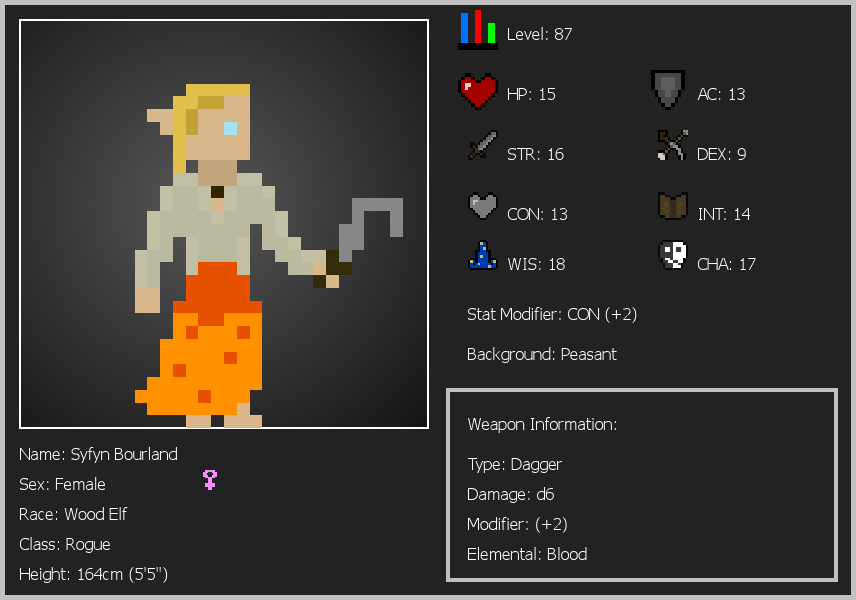 Level: 87
HP: 15
AC: 13
STR: 16
DEX: 9
CON: 13
INT: 14
WIS: 18
CHA: 17
Stat Modifier: CON (+2)
Background: Peasant
Weapon Information:
Type: Dagger
Damage: d6
Modifier: (+2)
Elemental: Blood
Name: Syfyn Bourland
Sex: Female
Race: Wood Elf
Class: Rogue
Height: 164cm (5'5")